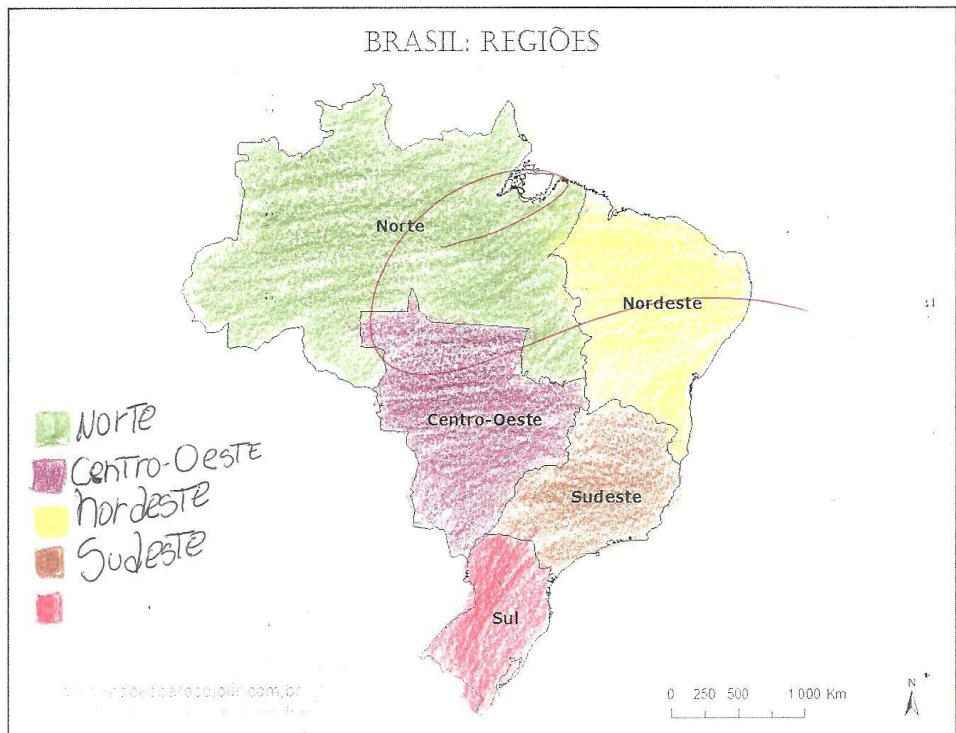 BRASIL: REGIÕES
Norte
Nordeste
Centro-Oeste
Sudeste
Sul
Norte
Centro-Oeste
Nordeste
Sudeste
0 250 500 1 000 Km
N